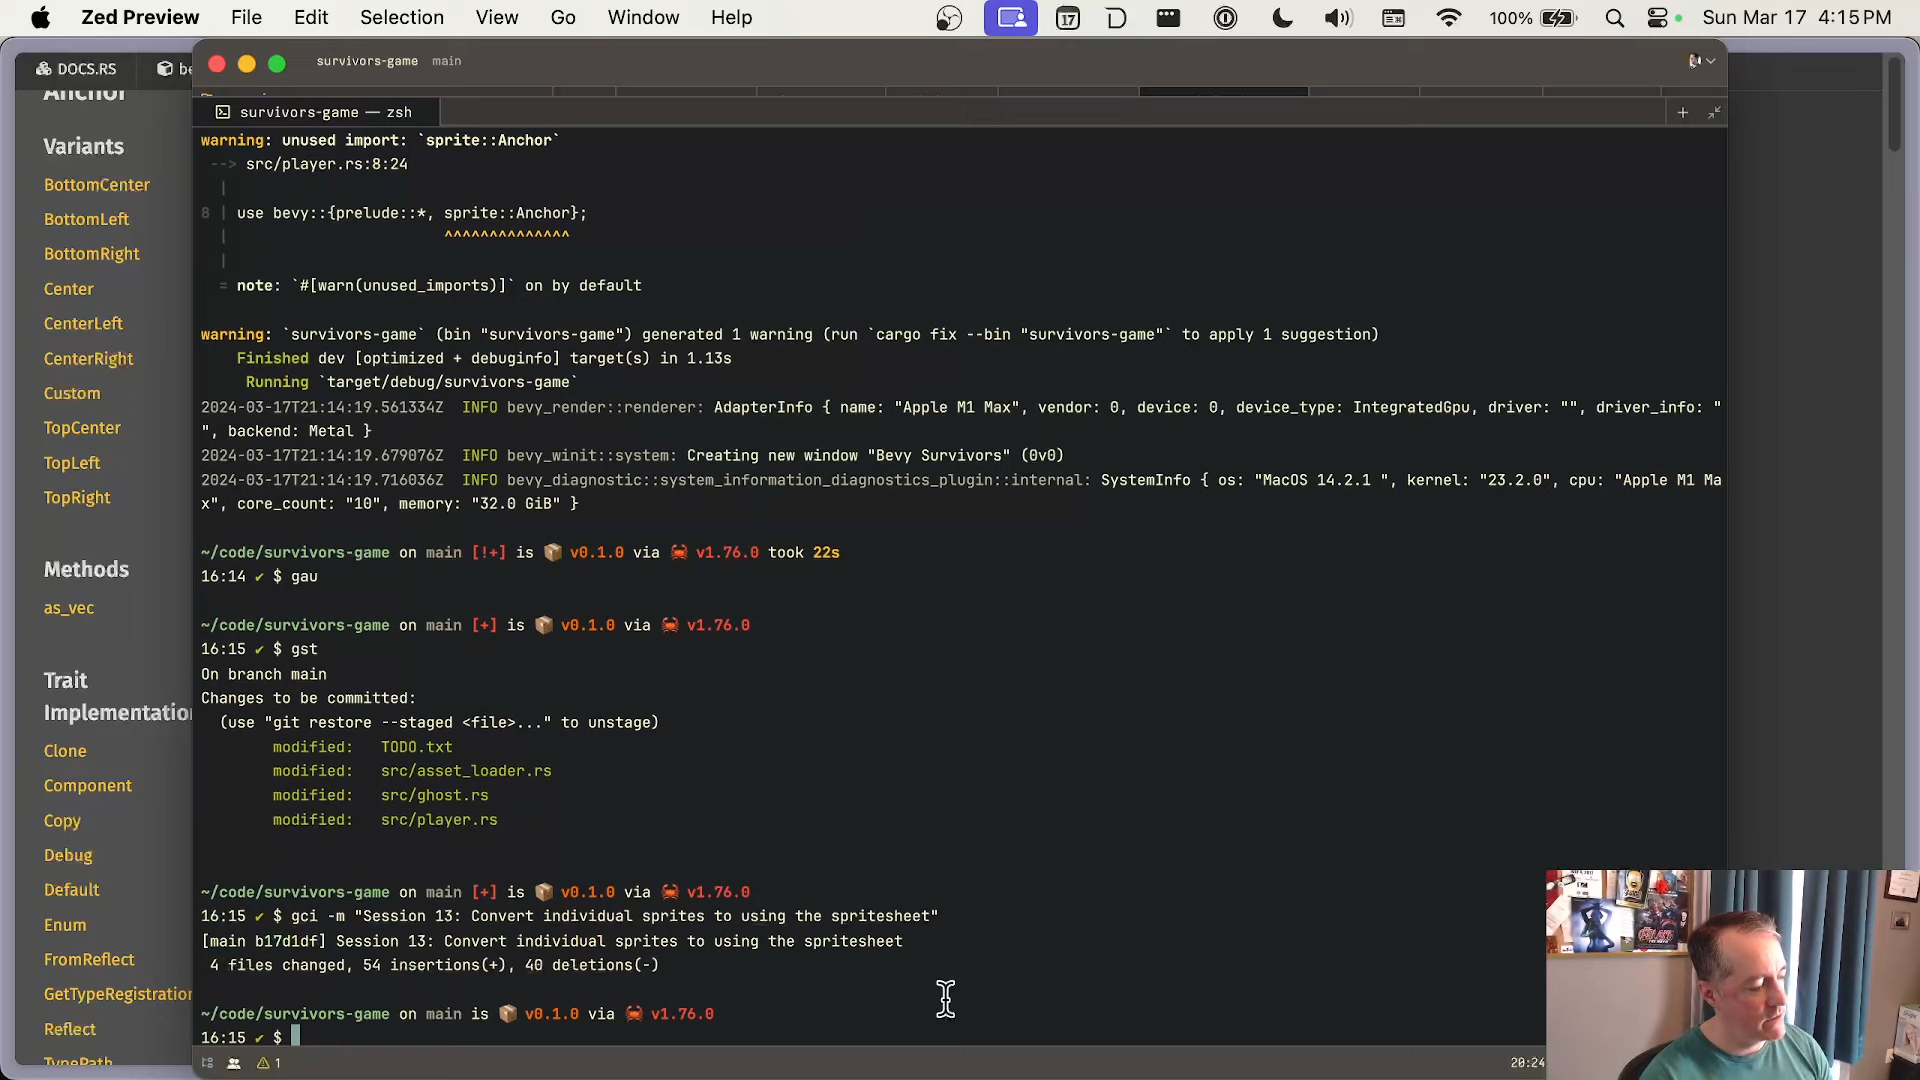 Zed Preview File Edit Selection View Go Window Help 17 100% Sun Mar 17 4:15 PM
DOCS.RS be
survivors-game main
Anchor
Variants
BottomCenter
BottomLeft
BottomRight
Center
CenterLeft
CenterRight
Custom
TopCenter
TopLeft
TopRight
Methods
as_vec
Trait
Implementation
Clone
Component
Copy
Debug
Default
Enum
FromReflect
GetTypeRegistration
Reflect
TypePath
survivors-game — zsh
warning: unused import: `sprite::Anchor`
--> src/player.rs:8:24
|
8 | use bevy::{prelude::*, sprite::Anchor};
| ^^^^^^^^^^^^^^
|
= note: `#[warn(unused_imports)]` on by default
warning: `survivors-game` (bin "survivors-game") generated 1 warning (run `cargo fix --bin "survivors-game"` to apply 1 suggestion)
Finished dev [optimized + debuginfo] target(s) in 1.13s
Running `target/debug/survivors-game`
2024-03-17T21:14:19.561334Z INFO bevy_render::renderer: AdapterInfo { name: "Apple M1 Max", vendor: 0, device: 0, device_type: IntegratedGpu, driver: "", driver_info: "
", backend: Metal }
2024-03-17T21:14:19.679076Z INFO bevy_winit::system: Creating new window "Bevy Survivors" (0v0)
2024-03-17T21:14:19.716036Z INFO bevy_diagnostic::system_information_diagnostics_plugin::internal: SystemInfo { os: "MacOS 14.2.1 ", kernel: "23.2.0", cpu: "Apple M1 Ma
x", core_count: "10", memory: "32.0 GiB" }
~/code/survivors-game on main [!+] is 📦 v0.1.0 via 🦀 v1.76.0 took 22s
16:14 ✔ $ gau
~/code/survivors-game on main [+] is 📦 v0.1.0 via 🦀 v1.76.0
16:15 ✔ $ gst
On branch main
Changes to be committed:
(use "git restore --staged <file>..." to unstage)
modified: TODO.txt
modified: src/asset_loader.rs
modified: src/ghost.rs
modified: src/player.rs
~/code/survivors-game on main [+] is 📦 v0.1.0 via 🦀 v1.76.0
16:15 ✔ $ gci -m "Session 13: Convert individual sprites to using the spritesheet"
[main b17d1df] Session 13: Convert individual sprites to using the spritesheet
4 files changed, 54 insertions(+), 40 deletions(-)
~/code/survivors-game on main is 📦 v0.1.0 via 🦀 v1.76.0
16:15 ✔ $
1
20:24